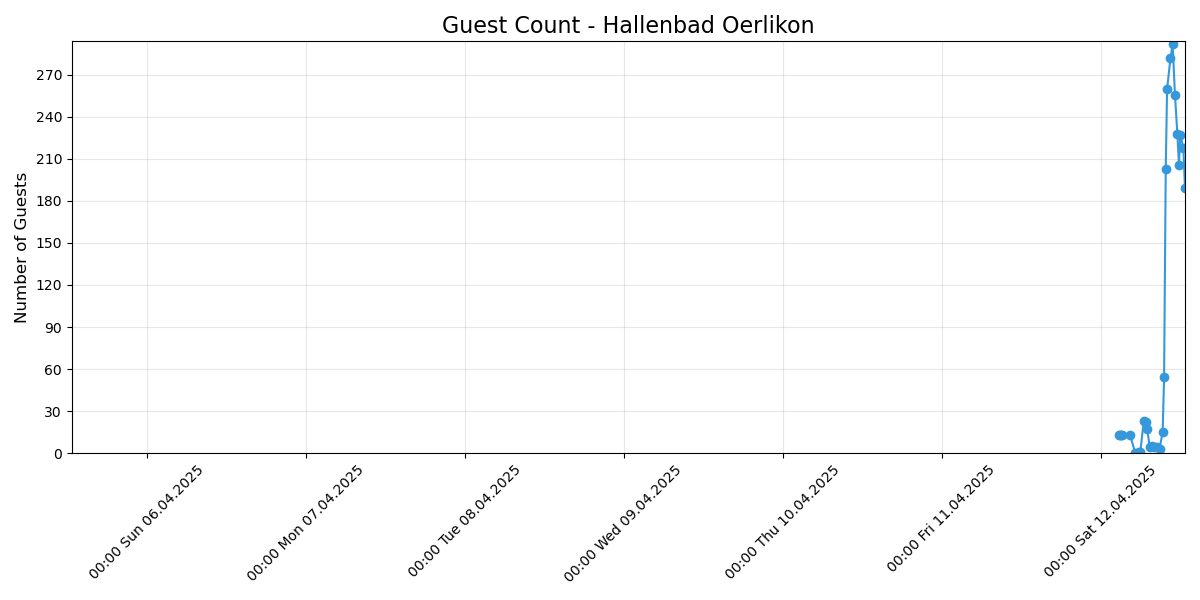 Guest Count - Hallenbad Oerlikon
Number of Guests
270
240
210
180
150
120
90
60
30
0
00:00 Sun 06.04.2025
00:00 Mon 07.04.2025
00:00 Tue 08.04.2025
00:00 Wed 09.04.2025
00:00 Thu 10.04.2025
00:00 Fri 11.04.2025
00:00 Sat 12.04.2025